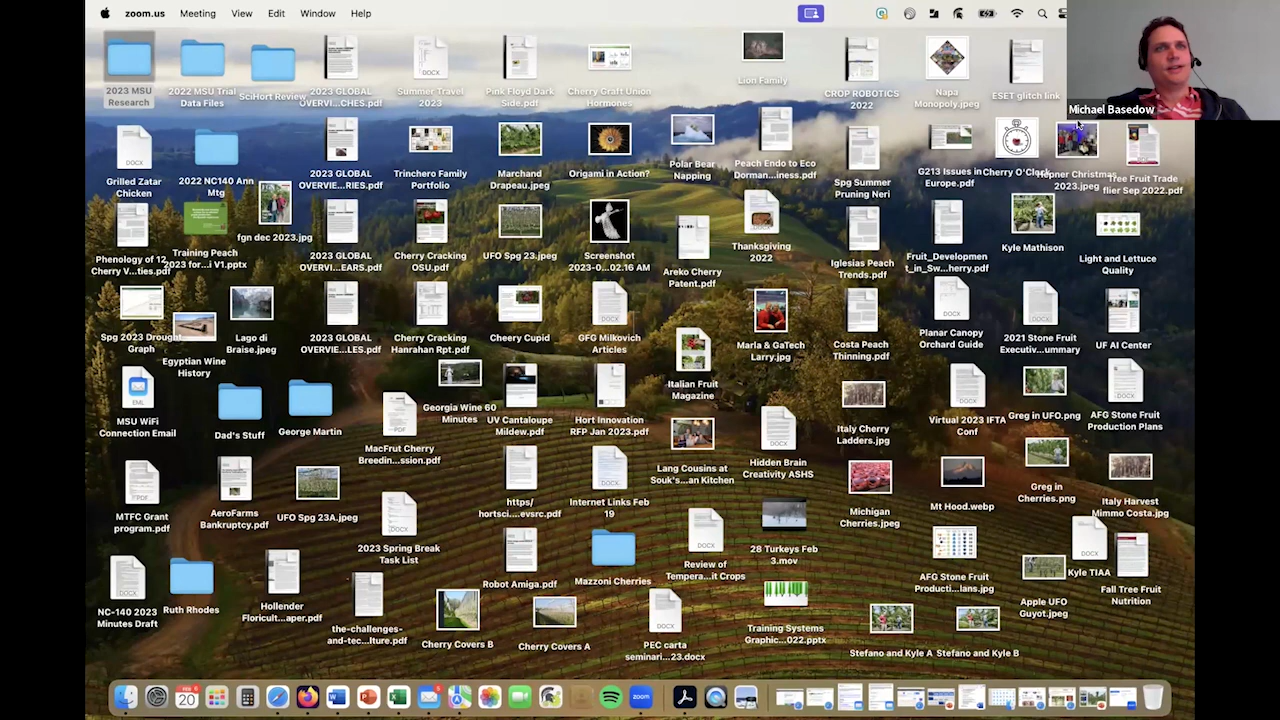 zoom.us Meeting View Edit Window Help
Michael Basedow
2023 MSU
Research
2022 MSU Trial
Data Files
SciHort Review
2023 GLOBAL
OVERVI...CHES.pdf
Summer Travel
2023
Pink Floyd Dark
Side.pdf
Cherry Graft Union
Hormones
Lion Family
CROP ROBOTICS
2022
Napa
Monopoly.jpeg
ESET glitch link
Grilled Zatar
Chicken
2022 NC140 Ann
Mtg
2023 GLOBAL
OVERVIE...RIES.pdf
Trinchero Family
Portfolio
Marchand
Drapeau.jpeg
Origami in Action?
Polar Bear
Napping
Peach Endo to Eco
Dorman...iness.pdf
Spg Summer
Pruning Neri
G213 Issues in
Europe.pdf
Cherry O'Cloc
Christmas
2023.jpeg
Tree Fruit Trade
flier Sep 2022.pdf
Phenology of 12
Cherry V...ties.pdf
Training Peach
2023 for...i V1.pptx
fgn dec 2023.jpg
2023 GLOBAL
OVERVI...EARS.pdf
Cherry Cracking
OSU.pdf
UFO Spg 23.jpeg
Screenshot
2023-0...02.16 AM
Areko Cherry
Patent.pdf
Thanksgiving
2022
Iglesias Peach
Trends.pdf
Fruit_Developmen
t_in_Sw...herry.pdf
Kyle Mathison
Light and Lettuce
Quality
Spg 2023 Drought
Graph
Egyptian Wine
History
Lago di
Braise.jpeg
2023 GLOBAL
OVERVIE...LES.pdf
Cherry Cracking
Hanrahan Rpt.pdf
Cheery Cupid
GFG Milkovich
Articles
Italian Fruit
Magazine
Marla & GaTech
Larry.jpg
Costa Peach
Thinning.pdf
Planar Canopy
Orchard Guide
2021 Stone Fruit
Executiv...ummary
UF AI Center
EML
MSU WiFi
Connection Email
Dad's Stuff
George Martin
MacFrut Cherry
Breedin...ssion.pdf
Georgia Wine 60
Minutes
UV Cantaloupe
Mildew.pdf
Hort Innovation
RFP Jan 2023.pdf
Lang Cousins at
Souk's...an Kitchen
Hidden Brain
Creativity ASHS
Italy Cherry
Ladders.jpg
Virtual 2023 IFTA
Conf
Greg in UFO.png
AFG Stone Fruit
Production Plans
MTFC Grant
program.pdf
AeroFarms
Bankruptcy.pdf
UFO Spg 23A.jpeg
2023 Spring Break
Task List
https/
hortsci....evsrc.pdf
Internet Links Feb
19
Review of
Tempera...it Crops
28 Turkeys Feb
3.mov
Michigan
Cherries.jpeg
Mt Hood.webp
Greg in
Cherries.png
Italy Harvest
Mimmo Costa.jpg
NC-140 2023
Minutes Draft
Ruth Rhodes
Hollender
Floricult...aper.pdf
the-challenges-
and-tec...lture.pdf
Cherry Covers B
Robot Amiga.pdf
Cherry Covers A
Mazzoni Cherries
PEC carta
seminari...23.docx
Training Systems
Graphic...022.pptx
Stefano and Kyle A
AFG Stone Fruit
Producti...lans.jpg
Stefano and Kyle B
Apple UFO
Guyot.jpeg
Kyle TIAA
Fall Tree Fruit
Nutrition
FEB
20
zoom